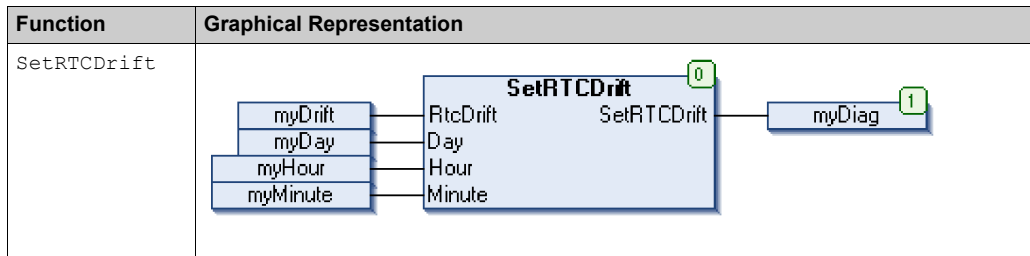 Function Graphical Representation
SetRTCDrift
0
SetRTCDrift
myDrift RtcDrift SetRTCDrift myDiag 1
myDay Day
myHour Hour
myMinute Minute